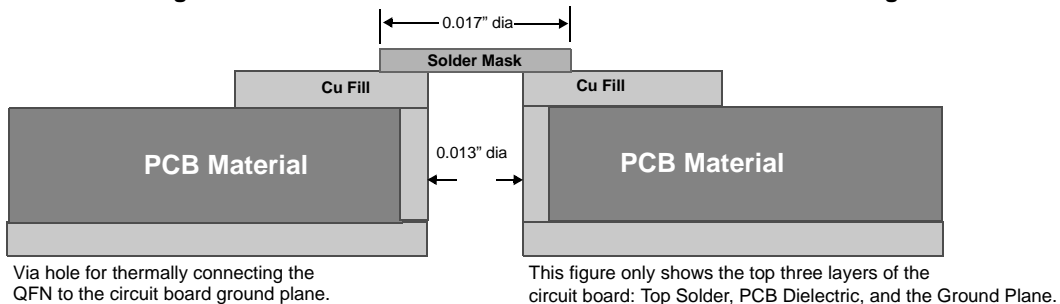 0.017” dia
Solder Mask
Cu Fill
Cu Fill
PCB Material
0.013” dia
PCB Material
Via hole for thermally connecting the
QFN to the circuit board ground plane.
This figure only shows the top three layers of the
circuit board: Top Solder, PCB Dielectric, and the Ground Plane.